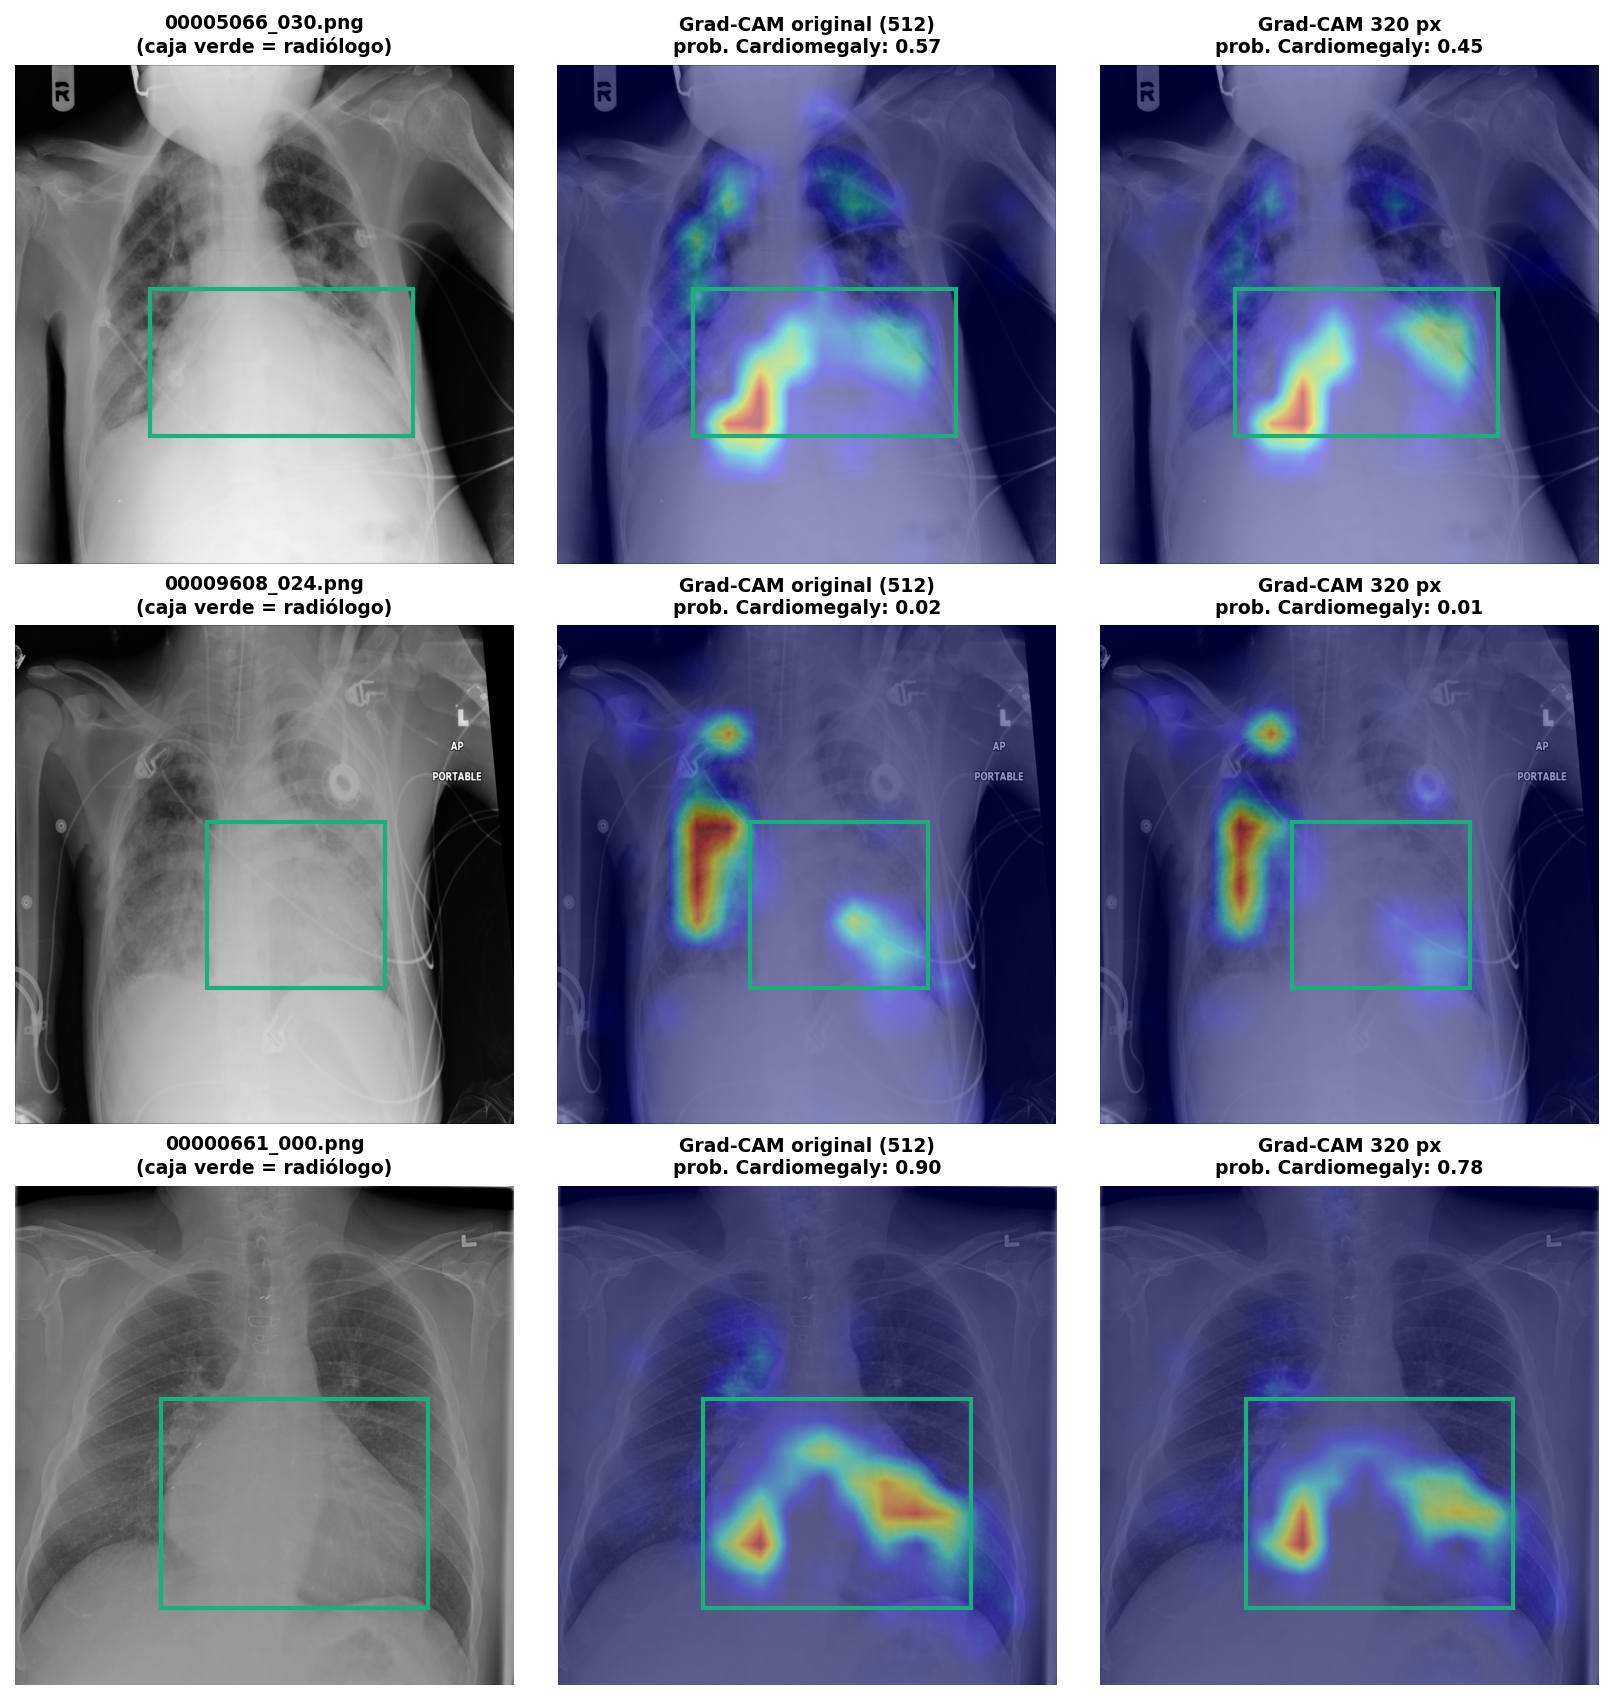 00005066_030.png
(caja verde = radiólogo)
Grad-CAM original (512)
prob. Cardiomegaly: 0.57
Grad-CAM 320 px
prob. Cardiomegaly: 0.45
R
R
R
00009608_024.png
(caja verde = radiólogo)
Grad-CAM original (512)
prob. Cardiomegaly: 0.02
Grad-CAM 320 px
prob. Cardiomegaly: 0.01
L
AP
PORTABLE
L
AP
PORTABLE
L
AP
PORTABLE
00000661_000.png
(caja verde = radiólogo)
Grad-CAM original (512)
prob. Cardiomegaly: 0.90
Grad-CAM 320 px
prob. Cardiomegaly: 0.78
L
L
L